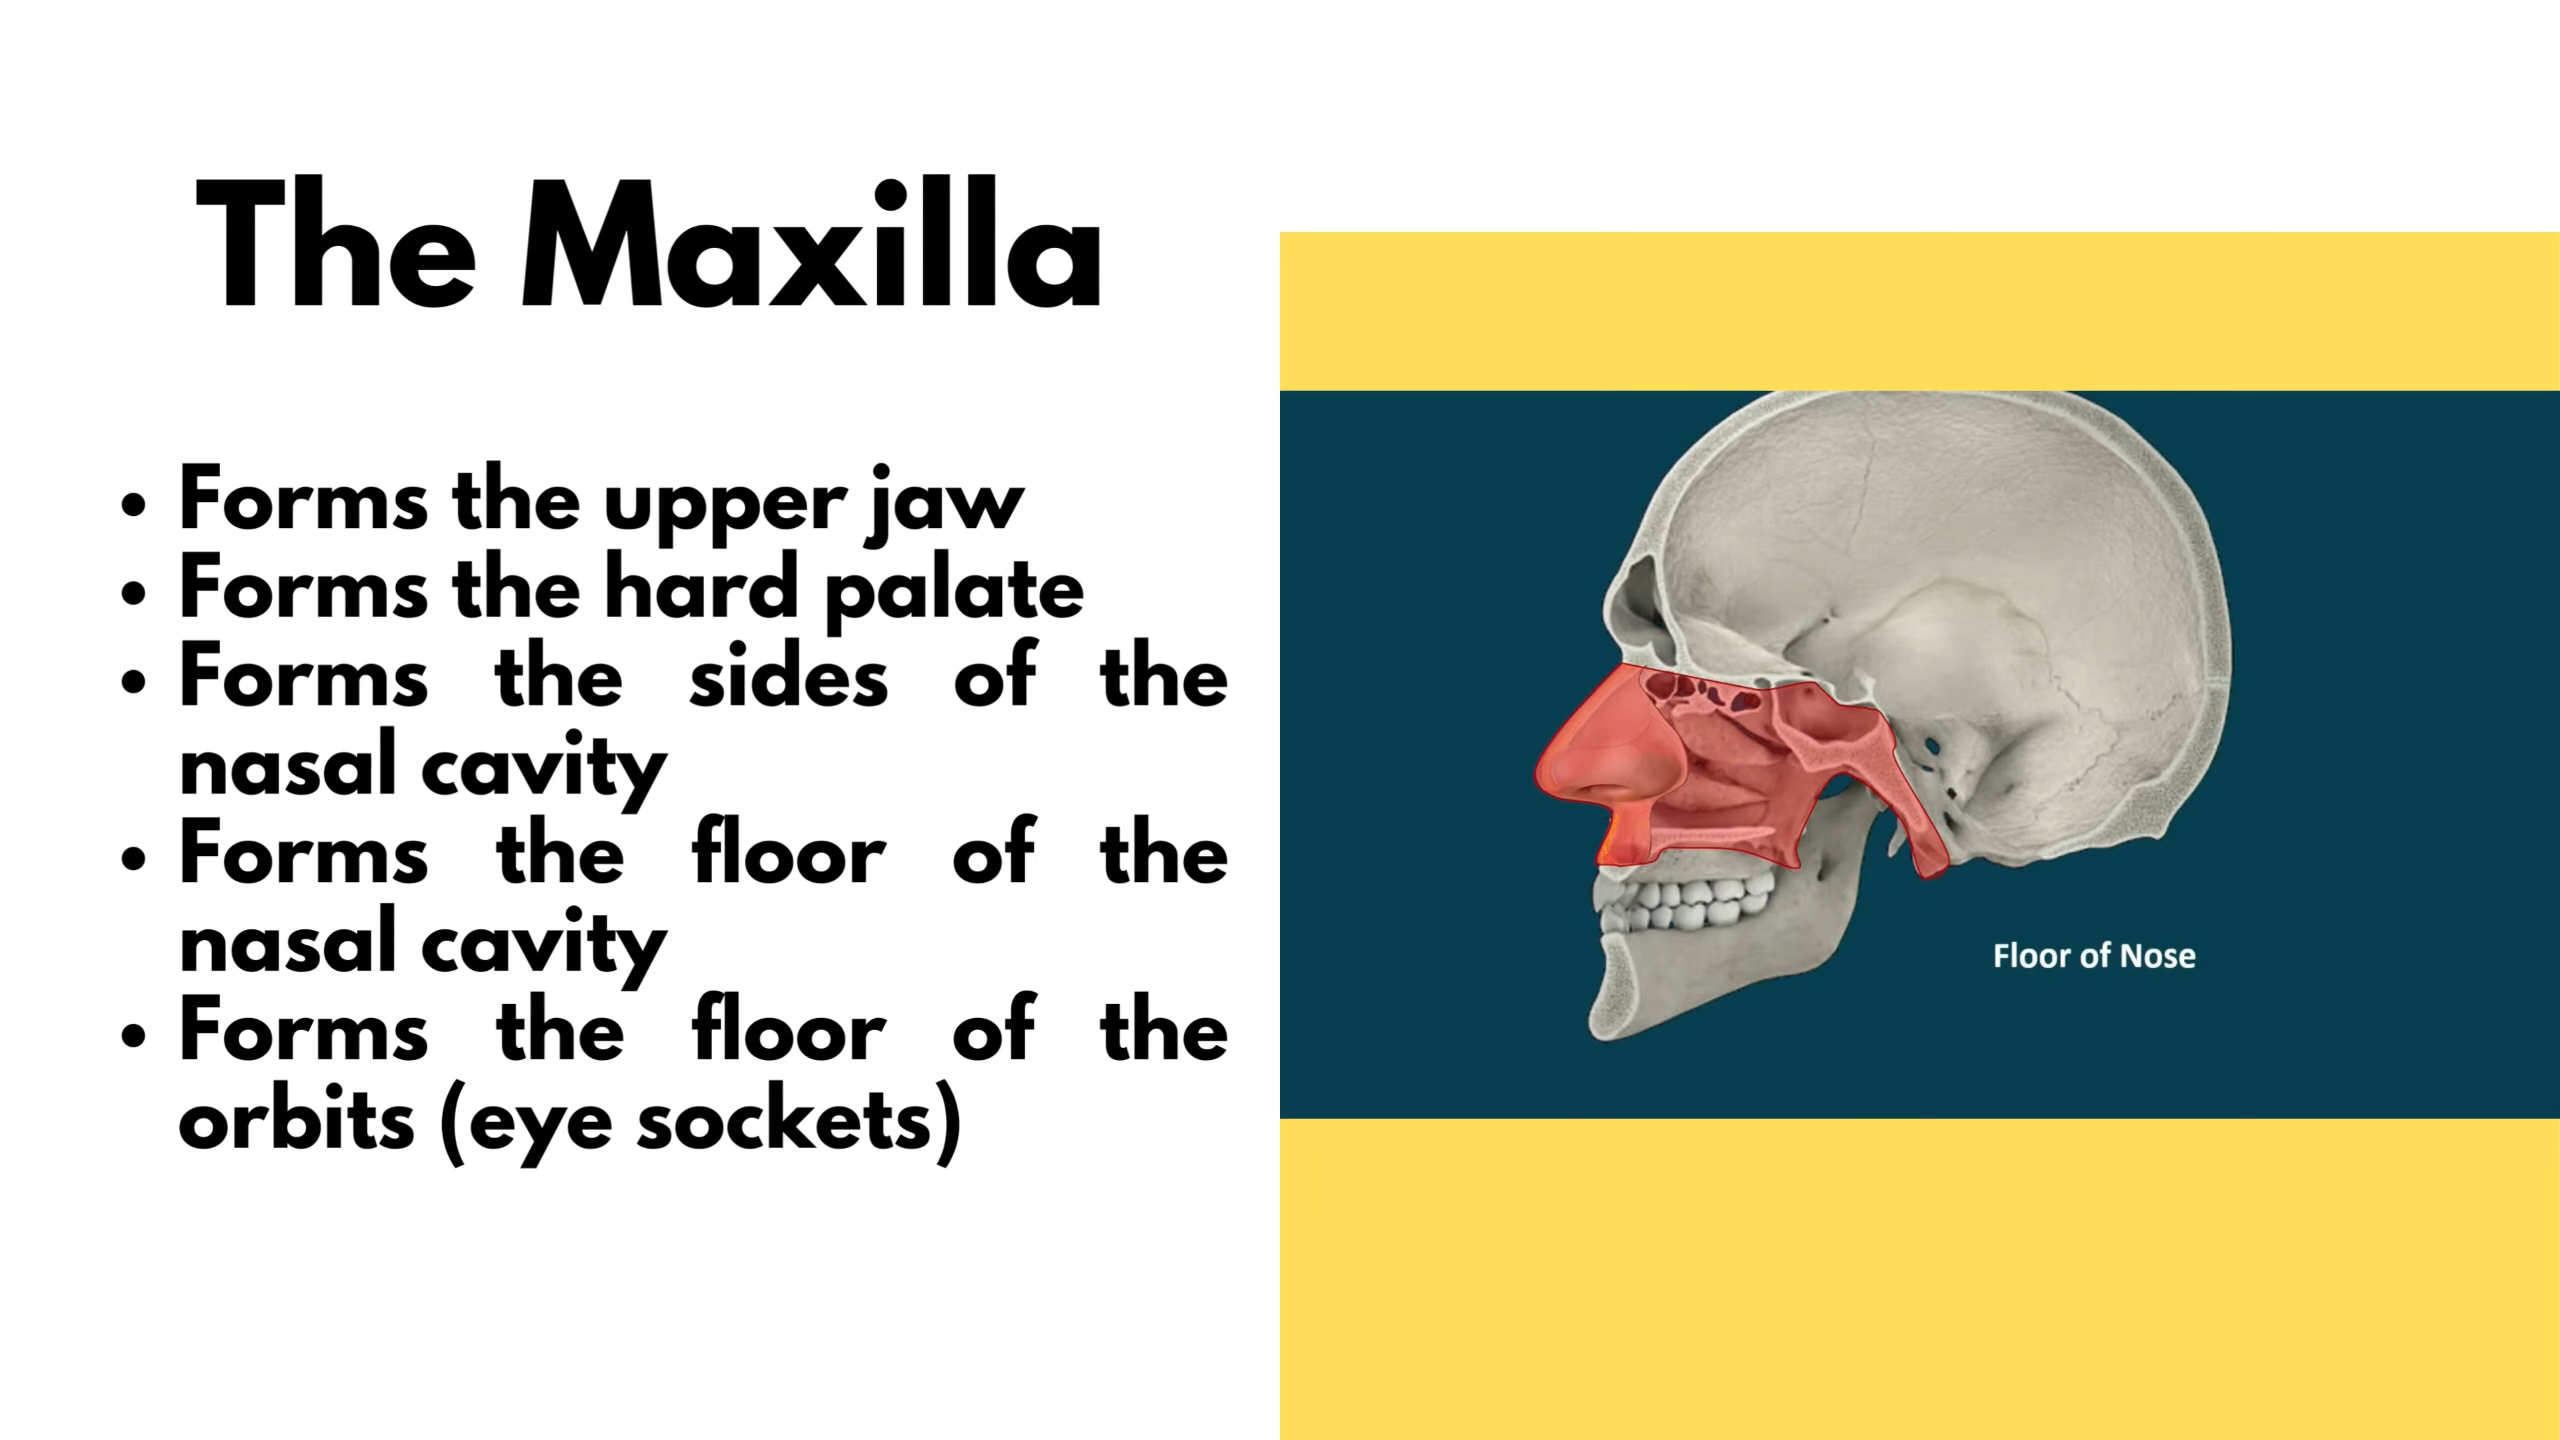 The Maxilla
• Forms the upper jaw
• Forms the hard palate
• Forms the sides of the
nasal cavity
• Forms the floor of the
nasal cavity
• Forms the floor of the
orbits (eye sockets)
Floor of Nose